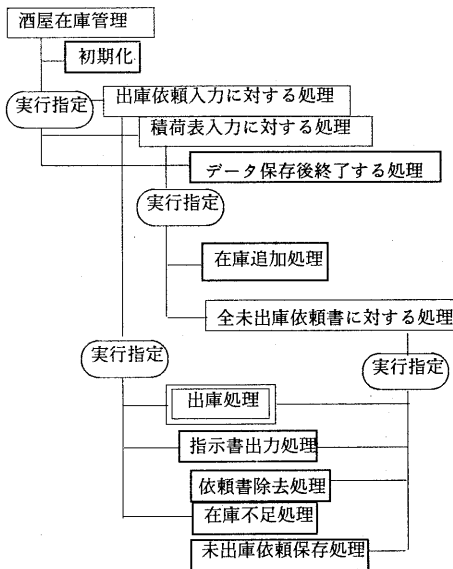 酒屋在庫管理
初期化
実行指定
出庫依頼入力に対する処理
積荷表入力に対する処理
データ保存後終了する処理
実行指定
在庫追加処理
全未出庫依頼書に対する処理
実行指定
実行指定
出庫処理
指示書出力処理
依頼書除去処理
在庫不足処理
未出庫依頼保存処理